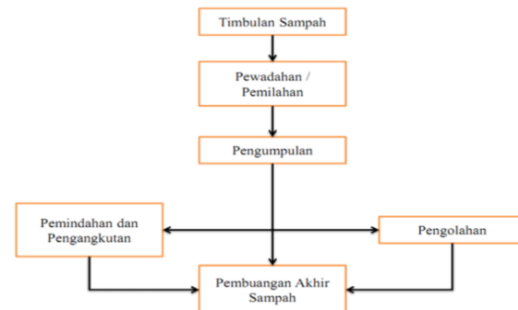 Timbulan Sampah
Pewadahan /
Pemilahan
Pengumpulan
Pemindahan dan
Pengangkutan
Pengolahan
Pembuangan Akhir
Sampah